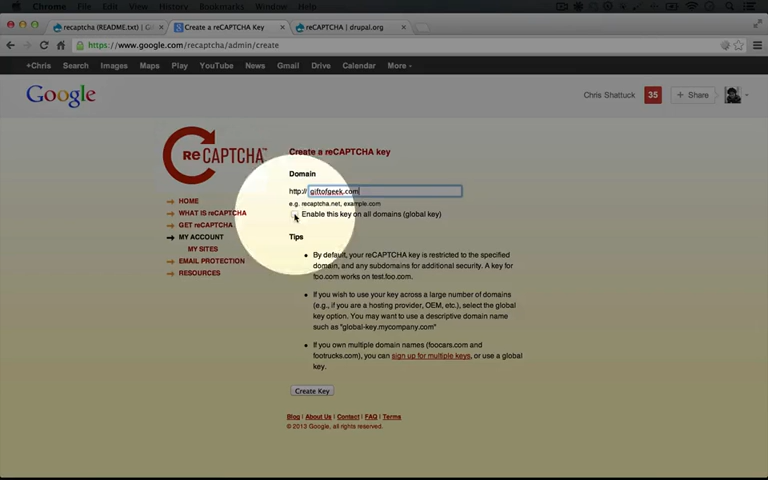 Chrome File Edit View History Bookmarks Window Help
recaptcha (README.txt) | G
Create a reCAPTCHA Key
reCAPTCHA | drupal.org
https://www.google.com/recaptcha/admin/create
+Chris Search Images Maps Play YouTube News Gmail Drive Calendar More
Google
Chris Shattuck 35 + Share
ReCAPTCHA™
HOME
WHAT IS reCAPTCHA
GET reCAPTCHA
MY ACCOUNT
MY SITES
EMAIL PROTECTION
RESOURCES
Create a reCAPTCHA key
Domain
http:// giftofgeek.com
e.g. recaptcha.net, example.com
Enable this key on all domains (global key)
Tips
By default, your reCAPTCHA key is restricted to the specified
domain, and any subdomains for additional security. A key for
foo.com works on test.foo.com.
If you wish to use your key across a large number of domains
(e.g., if you are a hosting provider, OEM, etc.), select the global
key option. You may want to use a descriptive domain name
such as "global-key.mycompany.com"
If you own multiple domain names (foocars.com and
footrucks.com), you can sign up for multiple keys, or use a global
key.
Create Key
Blog | About Us | Contact | FAQ | Terms
© 2013 Google, all rights reserved.